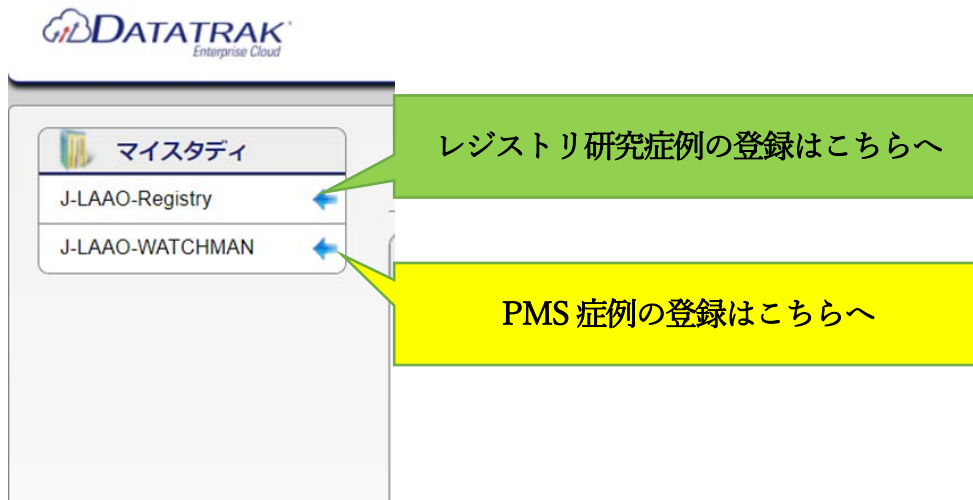 DATATRAK
Enterprise Cloud
マイスタディ
J-LAAO-Registry
J-LAAO-WATCHMAN
レジストリ研究症例の登録はこちらへ
PMS 症例の登録はこちらへ